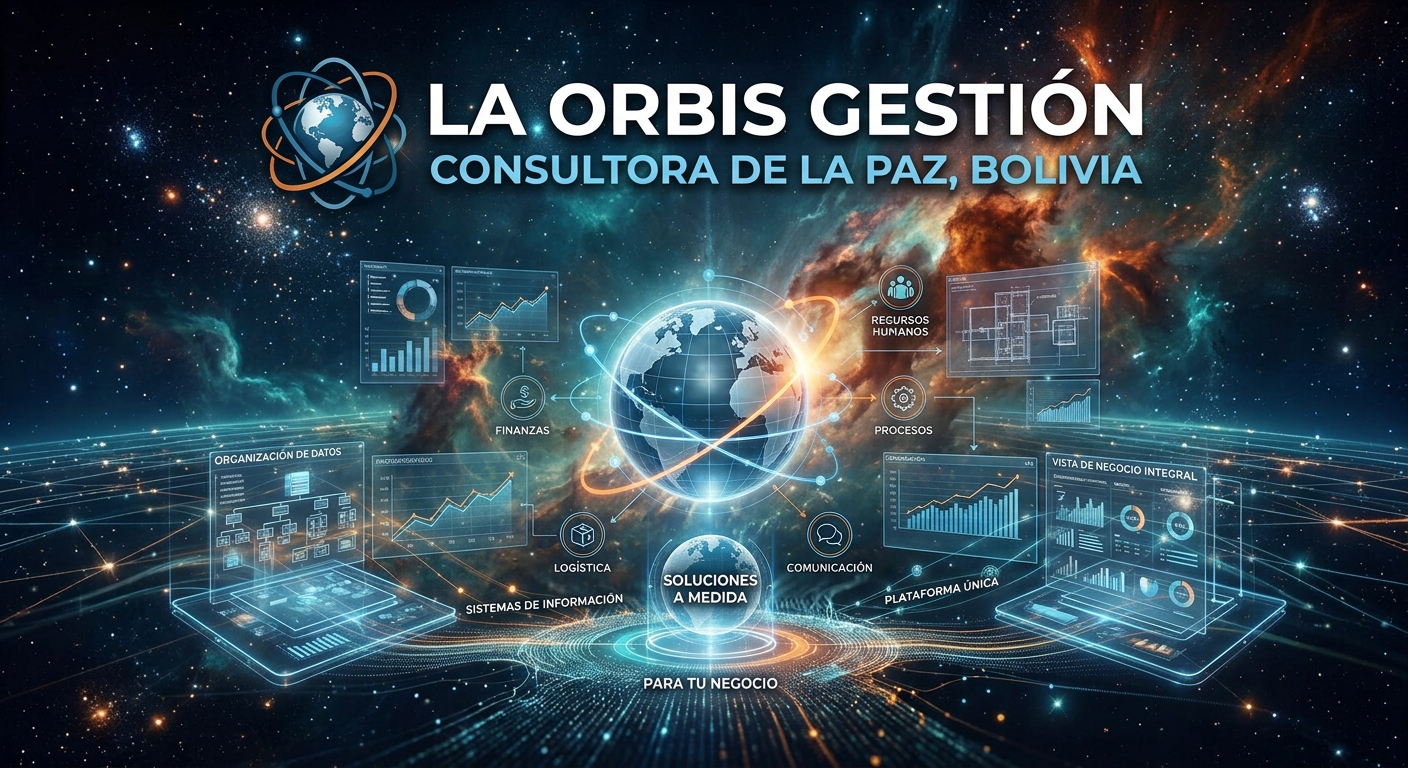 LA ORBIS GESTIÓN
CONSULTORA DE LA PAZ, BOLIVIA
RECURSOS
HUMANOS
FINANZAS
PROCESOS
ORGANIZACIÓN DE DATOS
VISTA DE NEGOCIO INTEGRAL
LOGÍSTICA
COMUNICACIÓN
SOLUCIONES
A MEDIDA
SISTEMAS DE INFORMACIÓN
PLATAFORMA ÚNICA
PARA TU NEGOCIO